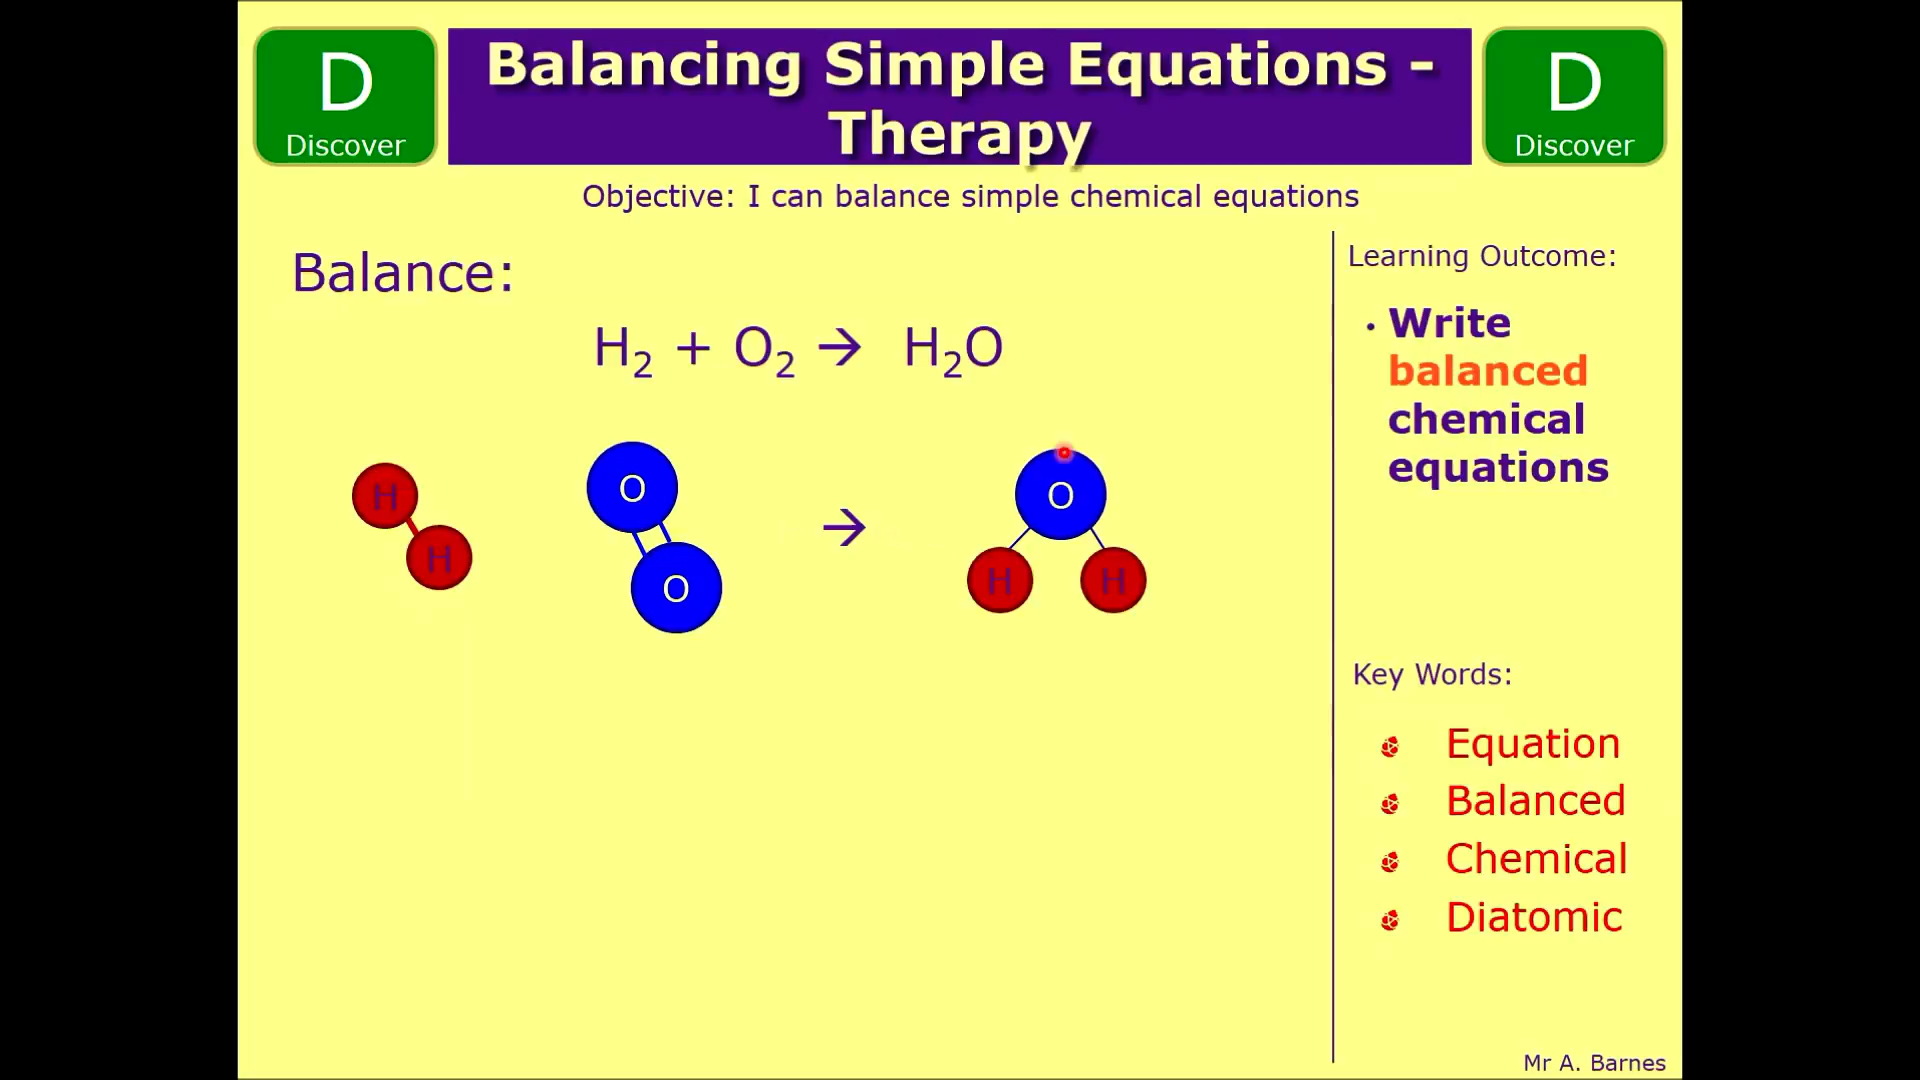 D
Discover
Balancing Simple Equations -
Therapy
D
Discover
Objective: I can balance simple chemical equations
Balance:
H₂ + O₂ → H₂O
H
H
O
O
→
O
H
H
Learning Outcome:
• Write
balanced
chemical
equations
Key Words:
Equation
Balanced
Chemical
Diatomic
Mr A. Barnes